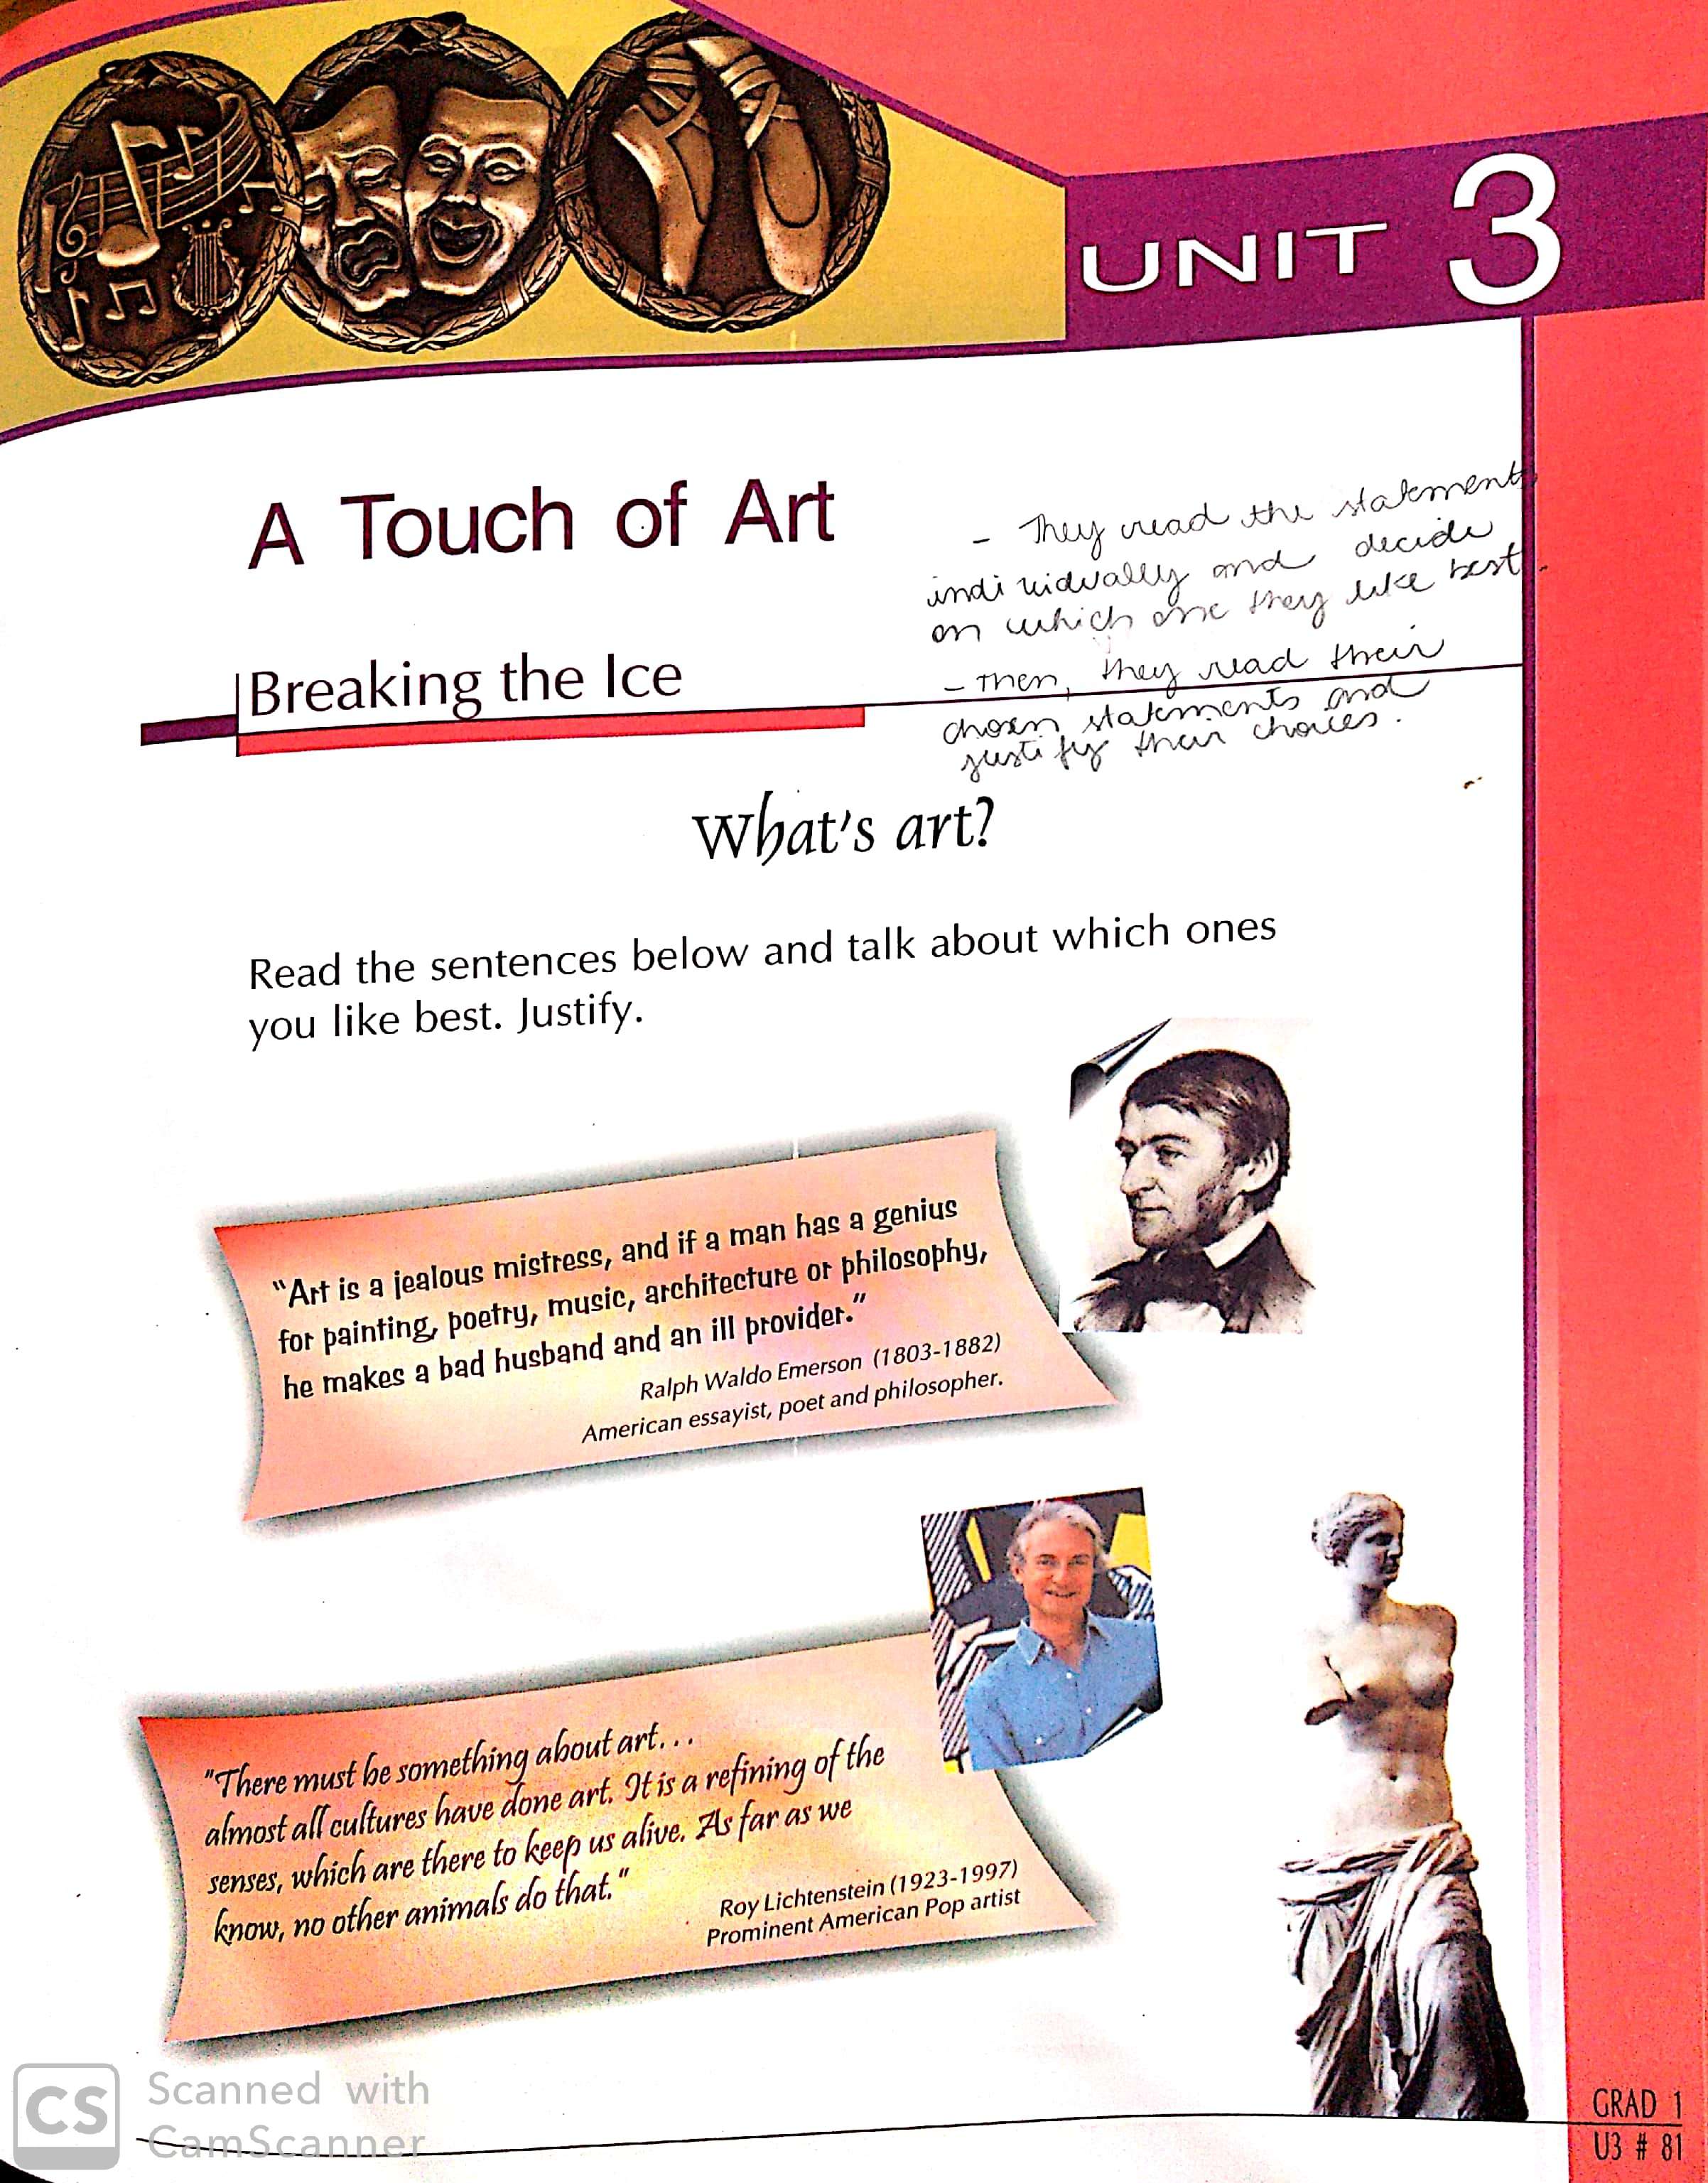 UNIT 3
A Touch of Art
- They read the statements
individually and decide
on which one they like best.
Breaking the Ice
- Then, they read their
chosen statements and
justify their choices.
What's art?
Read the sentences below and talk about which ones
you like best. Justify.
"Art is a jealous mistress, and if a man has a genius
for painting, poetry, music, architecture or philosophy,
he makes a bad husband and an ill provider."
Ralph Waldo Emerson (1803-1882)
American essayist, poet and philosopher.
"There must be something about art...
almost all cultures have done art. It is a refining of the
senses, which are there to keep us alive. As far as we
know, no other animals do that."
Roy Lichtenstein (1923-1997)
Prominent American Pop artist
GRAD 1
U3 # 81
CS
Scanned with
CamScanner